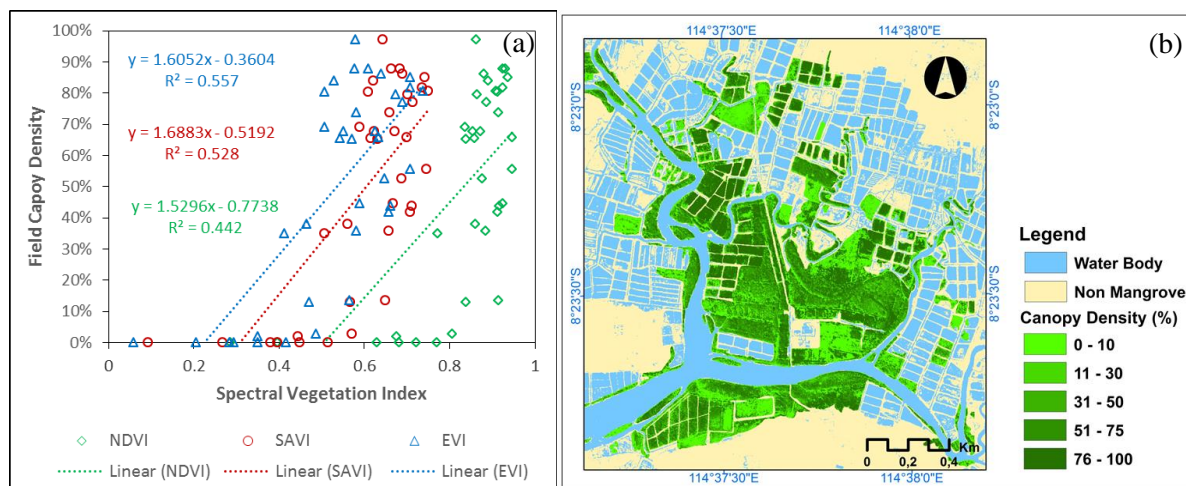 (a)
100%
90%
80%
70%
60%
50%
40%
30%
20%
10%
0%
Field Capoy Density
y = 1.6052x - 0.3604
R² = 0.557
y = 1.6883x - 0.5192
R² = 0.528
y = 1.5296x - 0.7738
R² = 0.442
0 0.2 0.4 0.6 0.8 1
Spectral Vegetation Index
NDVI SAVI EVI
Linear (NDVI) Linear (SAVI) Linear (EVI)
(b)
114°37'30"E 114°38'0"E
8°23'0"S 8°23'0"S
8°23'30"S 8°23'30"S
Km
0 0,2 0,4
114°37'30"E 114°38'0"E
Legend
Water Body
Non Mangrove
Canopy Density (%)
0 - 10
11 - 30
31 - 50
51 - 75
76 - 100